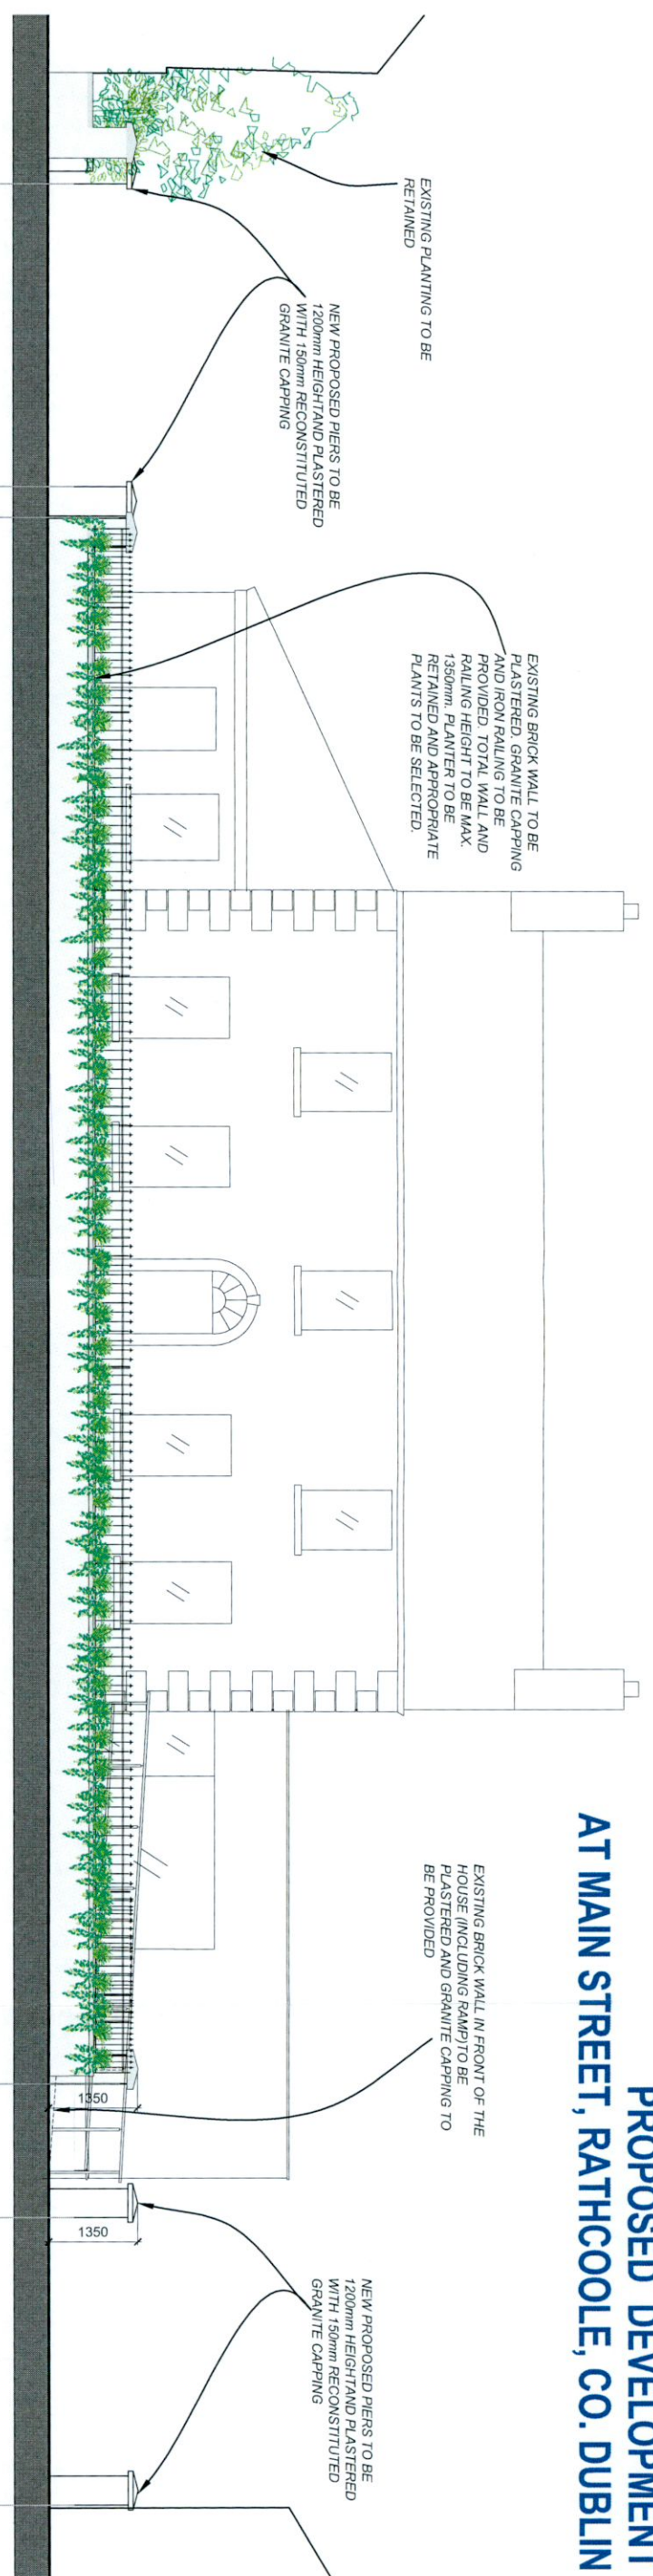 PROPOSED DEVELOPMENT
AT MAIN STREET, RATHCOOLE, CO. DUBLIN
EXISTING PLANTING TO BE
RETAINED
NEW PROPOSED PIERS TO BE
1200mm HEIGHTAND PLASTERED
WITH 150mm RECONSTITUTED
GRANITE CAPPING
EXISTING BRICK WALL TO BE
PLASTERED. GRANITE CAPPING
AND IRON RAILING TO BE
PROVIDED. TOTAL WALL AND
RAILING HEIGHT TO BE MAX.
1350mm. PLANTER TO BE
RETAINED AND APPROPRIATE
PLANTS TO BE SELECTED.
EXISTING BRICK WALL IN FRONT OF THE
HOUSE (INCLUDING RAMP)TO BE
PLASTERED AND GRANITE CAPPING TO
BE PROVIDED
1350
1350
NEW PROPOSED PIERS TO BE
1200mm HEIGHTAND PLASTERED
WITH 150mm RECONSTITUTED
GRANITE CAPPING